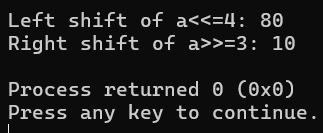 Left shift of a<<=4: 80
Right shift of a>>=3: 10
Process returned 0 (0x0)
Press any key to continue.